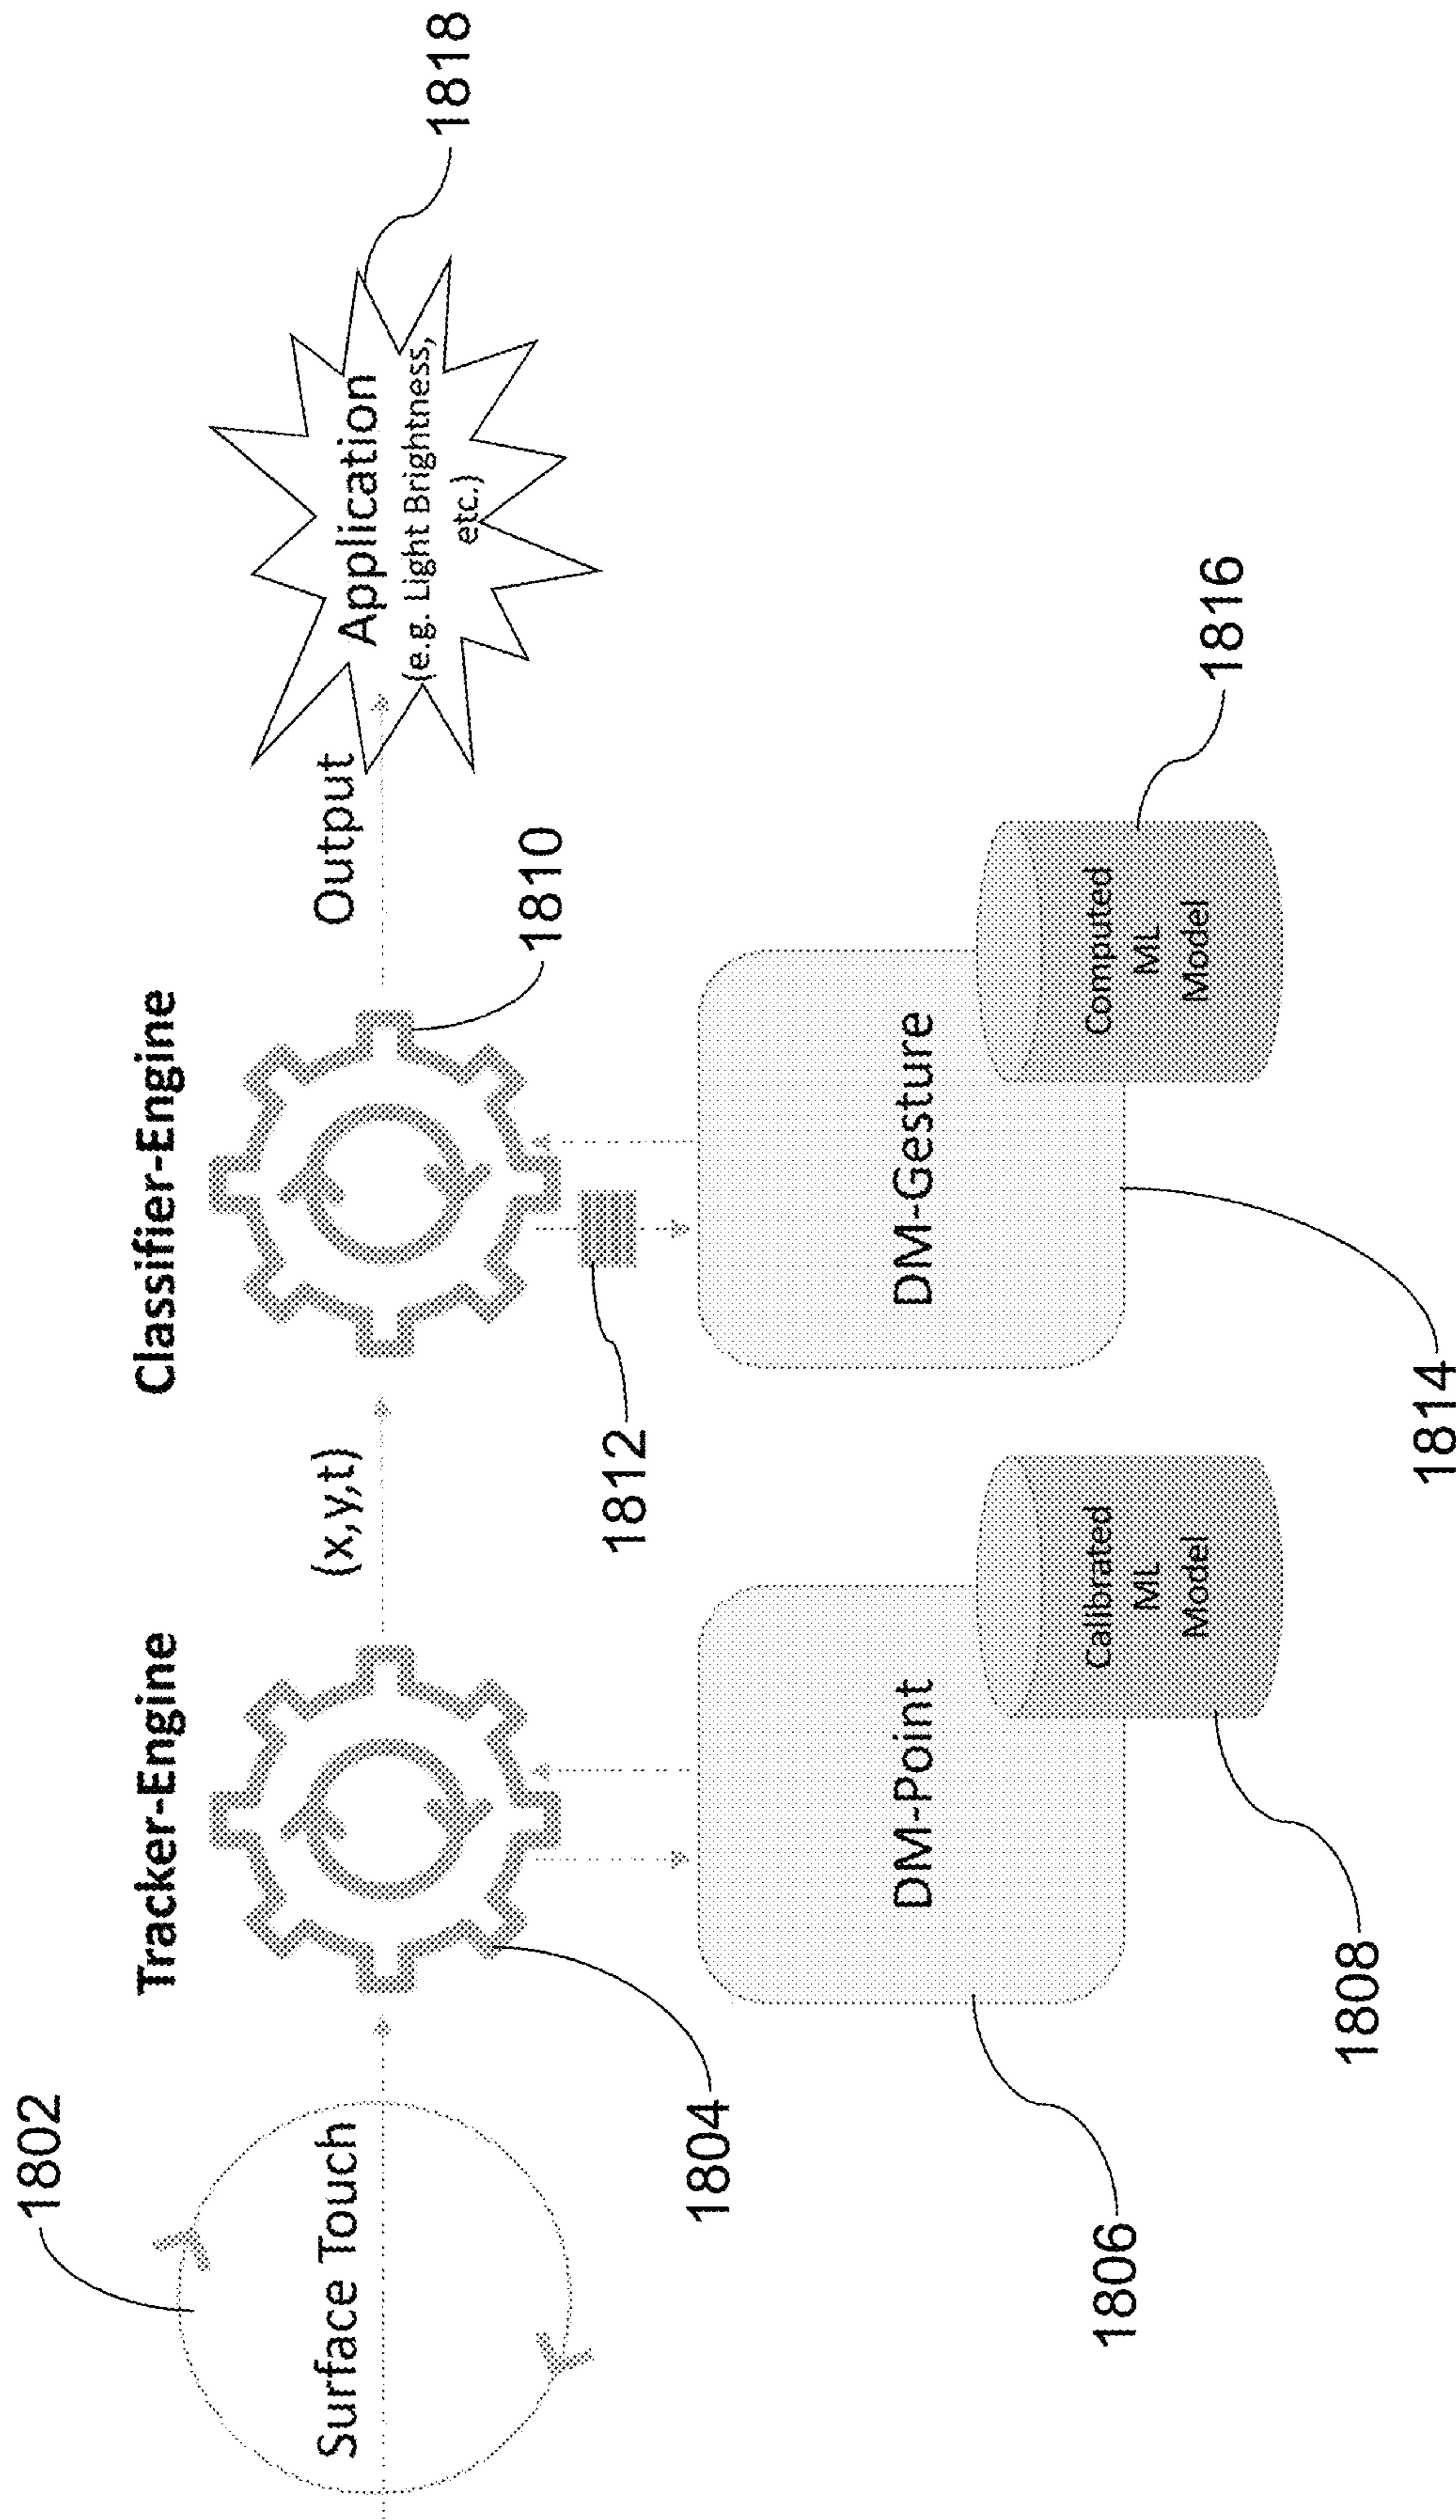 1802
Surface Touch
Tracker-Engine
1804
(x,y,t)
Classifier-Engine
1810
Output
Application
(e.g. Light Brightness,
etc.)
1818
1812
DM-Point
1806
Calibrated
ML
Model
1808
DM-Gesture
1814
Computed
ML
Model
1816